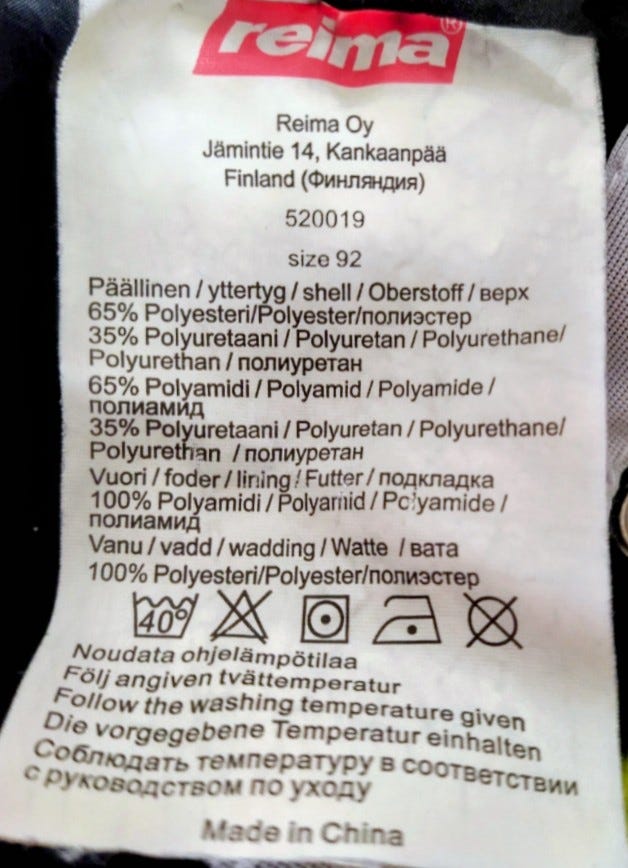 reima®
Reima Oy
Jämintie 14, Kankaanpää
Finland (Финляндия)
520019
size 92
Päällinen / yttertyg / shell / Oberstoff / верх
65% Polyesteri/Polyester/полиэстер
35% Polyuretaani / Polyuretan / Polyurethane/
Polyurethan / полиуретан
65% Polyamidi / Polyamid / Polyamide /
полиамид
35% Polyuretaani / Polyuretan / Polyurethane/
Polyurethan / полиуретан
Vuori / foder / lining / Futter / подкладка
100% Polyamidi / Polyamid / Polyamide /
полиамид
Vanu / vadd / wadding / Watte / вата
100% Polyesteri/Polyester/полиэстер
40°
Noudata ohjelämpötilaa
Följ angiven tvättemperatur
Follow the washing temperature given
Die vorgegebene Temperatur einhalten
Соблюдать температуру в соответствии
с руководством по уходу
Made in China